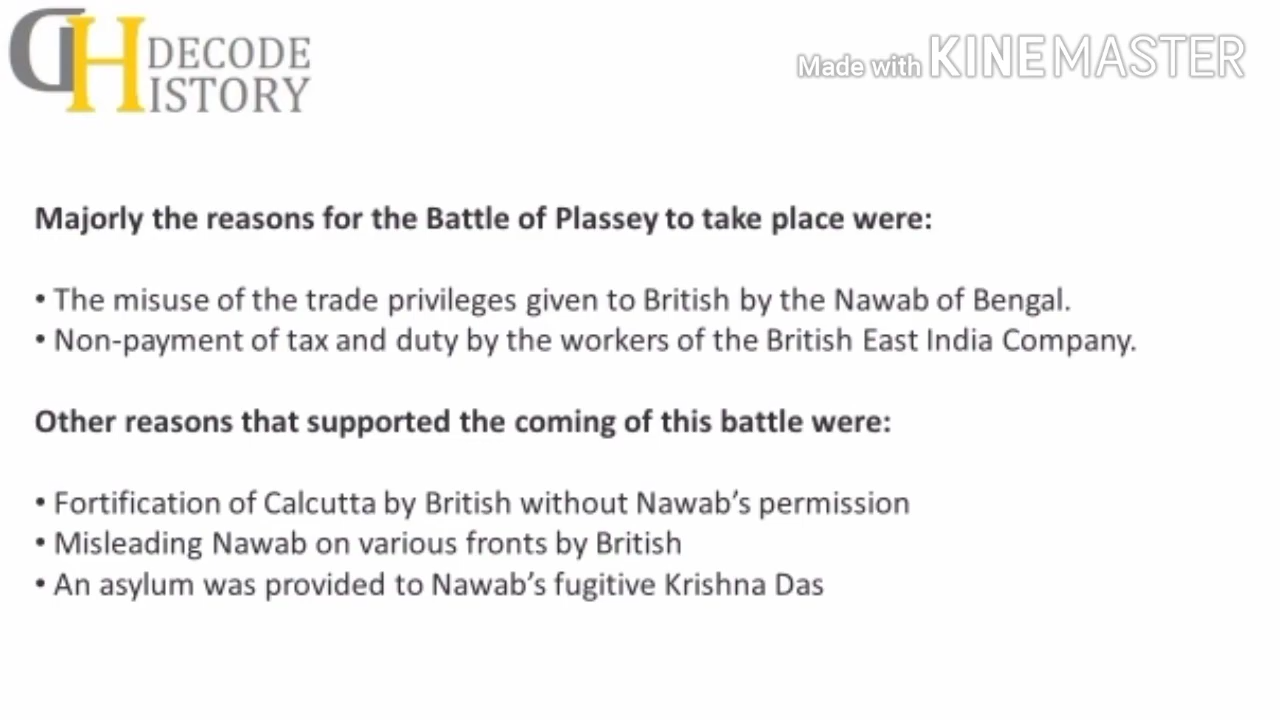 DECODE
HISTORY
Made with KINEMASTER
Majorly the reasons for the Battle of Plassey to take place were:
• The misuse of the trade privileges given to British by the Nawab of Bengal.
• Non-payment of tax and duty by the workers of the British East India Company.
Other reasons that supported the coming of this battle were:
• Fortification of Calcutta by British without Nawab’s permission
• Misleading Nawab on various fronts by British
• An asylum was provided to Nawab’s fugitive Krishna Das